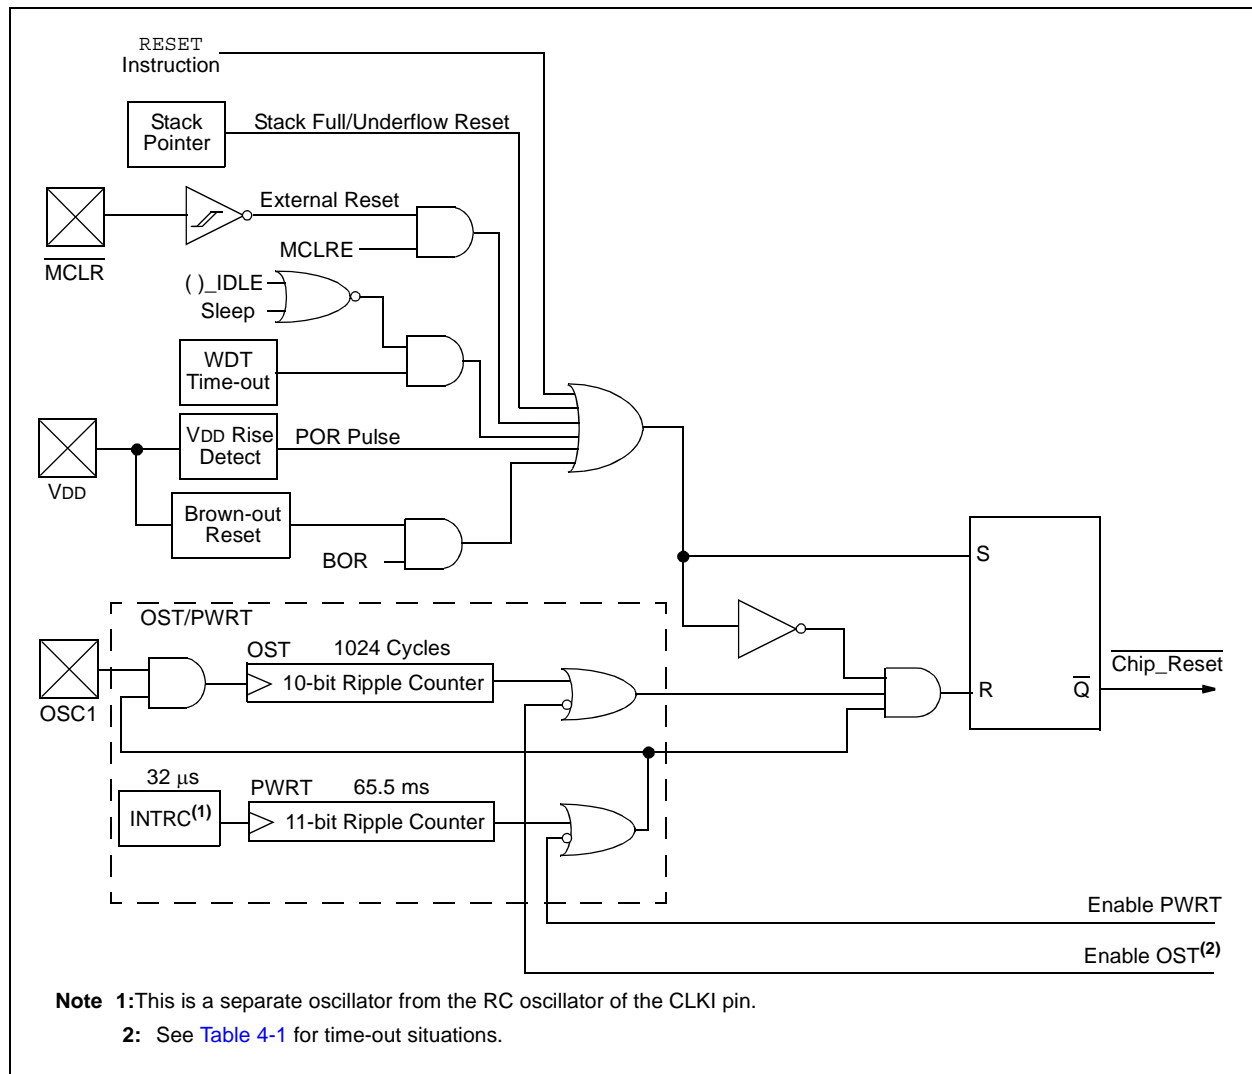 RESET
Instruction
Stack
Pointer
Stack Full/Underflow Reset
External Reset
MCLR
MCLRE
( )_IDLE
Sleep
WDT
Time-out
VDD Rise
Detect
POR Pulse
VDD
Brown-out
Reset
BOR
S
OST/PWRT
OST
1024 Cycles
10-bit Ripple Counter
OSC1
R
Q
Chip_Reset
32 μs
PWRT
65.5 ms
INTRC(1)
11-bit Ripple Counter
Enable PWRT
Enable OST(2)
Note 1:This is a separate oscillator from the RC oscillator of the CLKI pin.
2: See Table 4-1 for time-out situations.